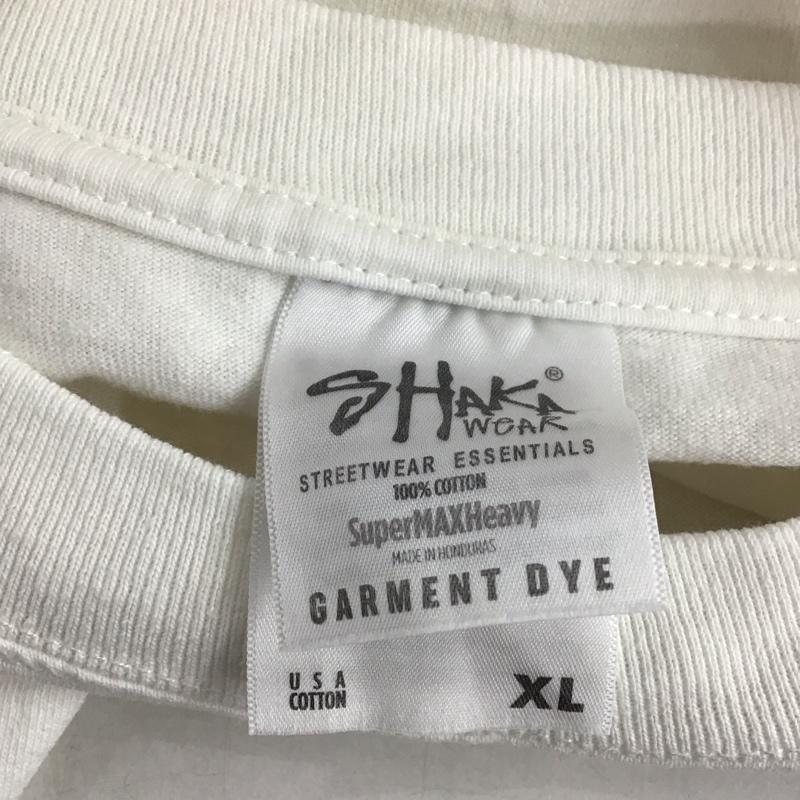 SHAKA ®
WEAR
STREETWEAR ESSENTIALS
100% COTTON
SuperMAXHeavy
MADE IN HONDURAS
GARMENT DYE
USA
COTTON
XL